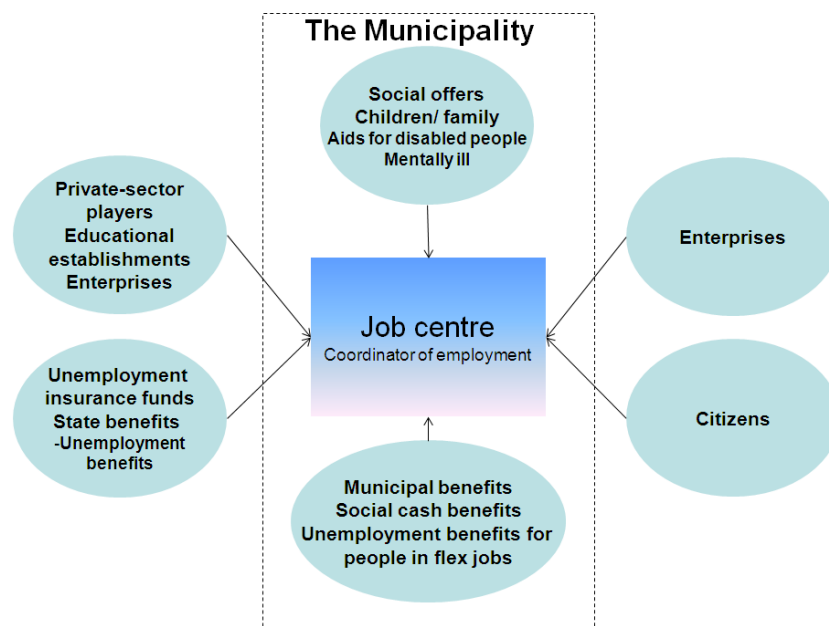 The Municipality
Social offers
Children/ family
Aids for disabled people
Mentally ill
Private-sector
players
Educational
establishments
Enterprises
Enterprises
Job centre
Coordinator of employment
Unemployment
insurance funds
State benefits
-Unemployment
benefits
Citizens
Municipal benefits
Social cash benefits
Unemployment benefits for
people in flex jobs